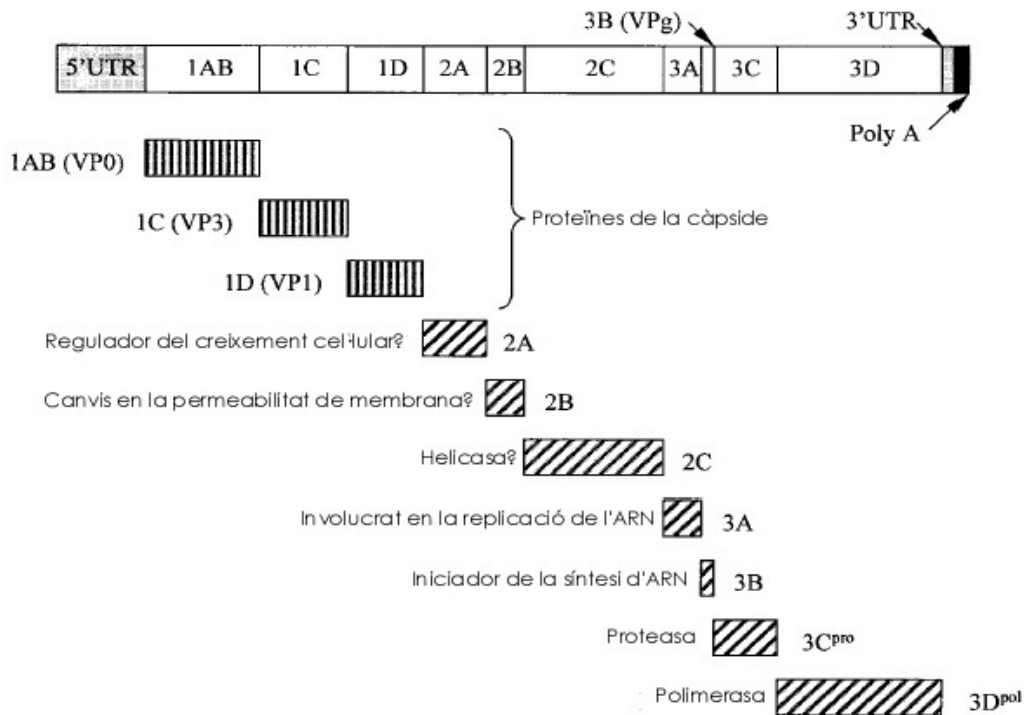 3B (VPg) 3'UTR
5'UTR 1AB 1C 1D 2A 2B 2C 3A 3C 3D
Poly A
1AB (VP0)
1C (VP3)
Proteïnes de la càpside
1D (VP1)
Regulador del creixement cel·lular? 2A
Canvis en la permeabilitat de membrana? 2B
Helicasa? 2C
Involucrat en la replicació de l'ARN 3A
Iniciador de la síntesi d'ARN 3B
Proteasa 3Cpro
Polimerasa 3Dpol